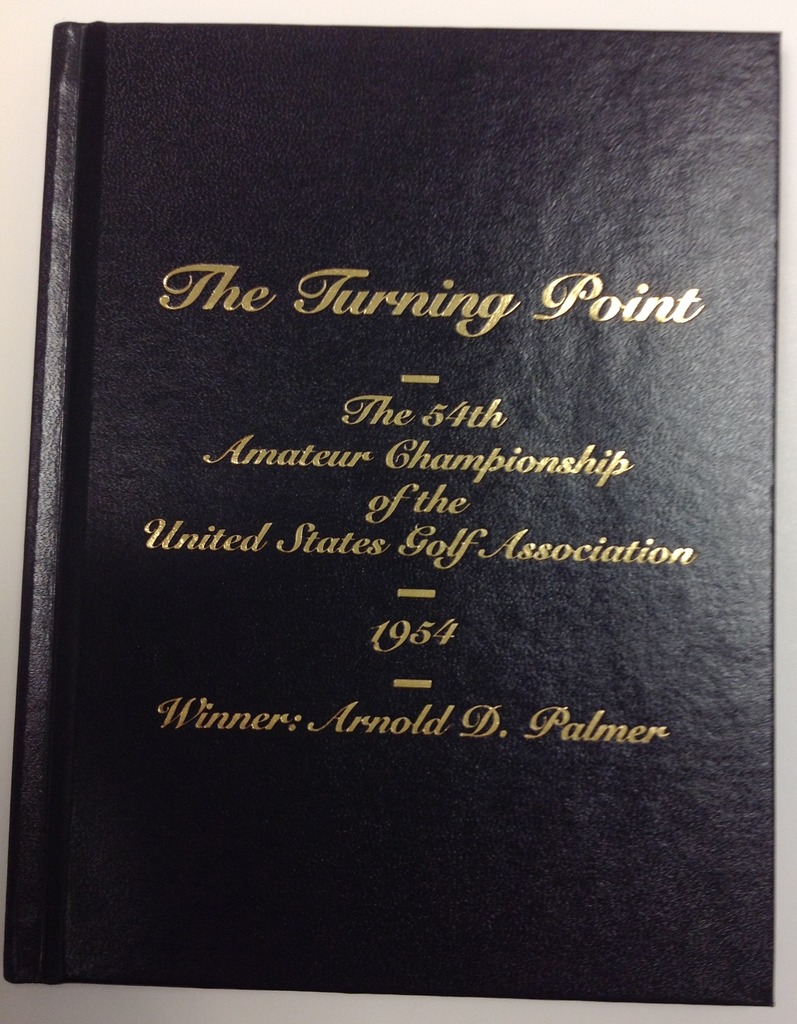 The Turning Point
The 54th
Amateur Championship
of the
United States Golf Association
1954
Winner: Arnold D. Palmer